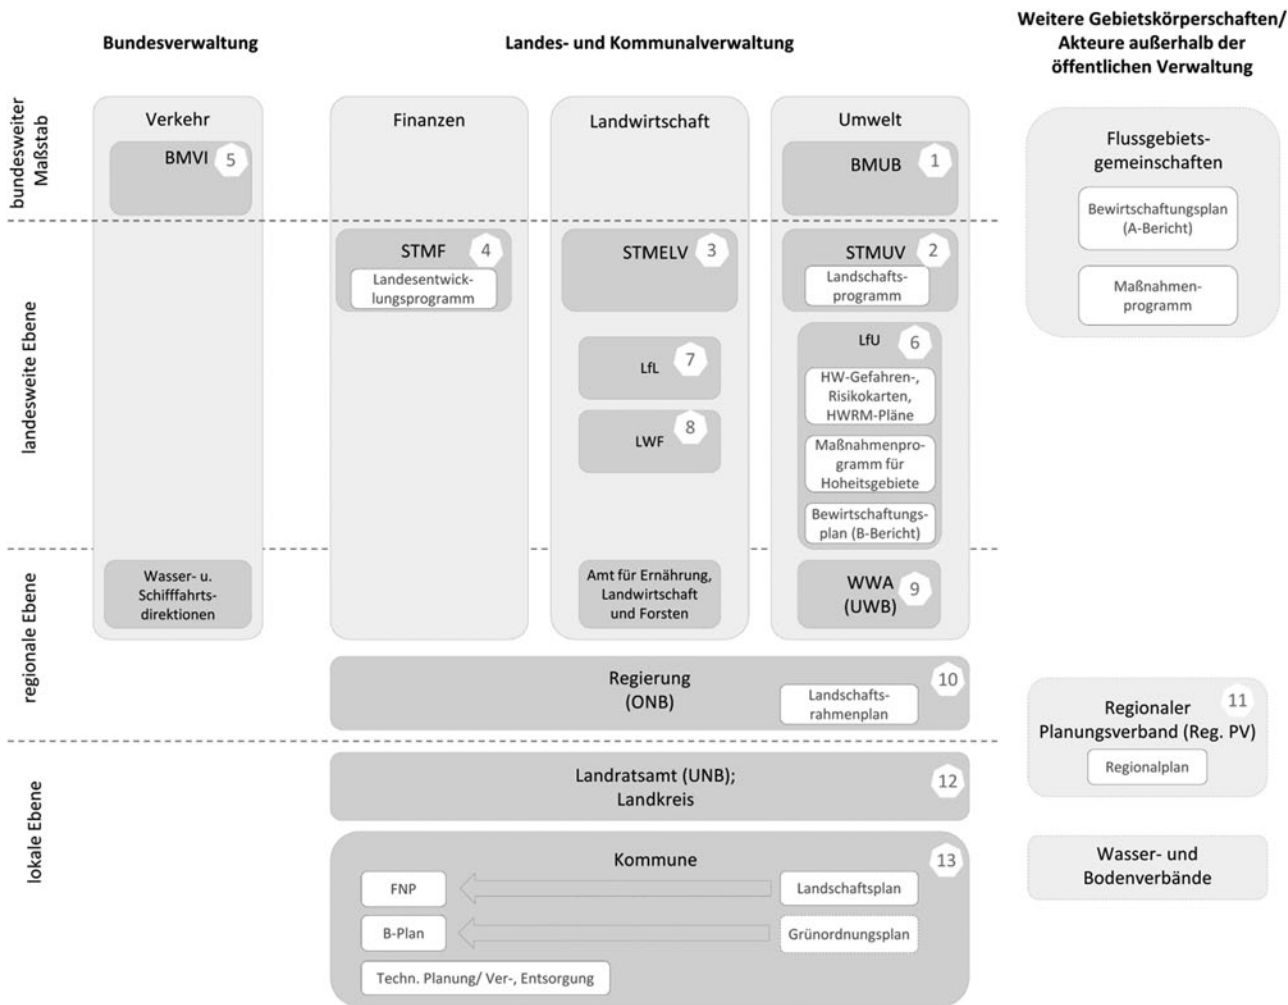 Bundesverwaltung
Landes- und Kommunalverwaltung
Weitere Gebietskörperschaften/
Akteure außerhalb der
öffentlichen Verwaltung
bundesweiter
Maßstab
Verkehr
BMVI
5
Finanzen
Landwirtschaft
Umwelt
BMUB
1
Flussgebiets-
gemeinschaften
Bewirtschaftungsplan
(A-Bericht)
Maßnahmen-
programm
landesweite Ebene
STMF
4
Landesentwick-
lungsprogramm
STMELV
3
STMUV
2
Landschafts-
programm
LfL
7
LWF
8
LfU
6
HW-Gefahren-,
Risikokarten,
HWRM-Pläne
Maßnahmenpro-
gramm für
Hoheitsgebiete
Bewirtschaftungs-
plan (B-Bericht)
regionale Ebene
Wasser- u.
Schifffahrts-
direktionen
Amt für Ernährung,
Landwirtschaft
und Forsten
WWA
(UWB)
9
Regierung
(ONB)
10
Landschafts-
rahmenplan
11
Regionaler
Planungsverband (Reg. PV)
Regionalplan
lokale Ebene
Landratsamt (UNB);
Landkreis
12
Kommune
13
FNP
Landschaftsplan
B-Plan
Grünordnungsplan
Techn. Planung/ Ver-, Entsorgung
Wasser- und
Bodenverbände